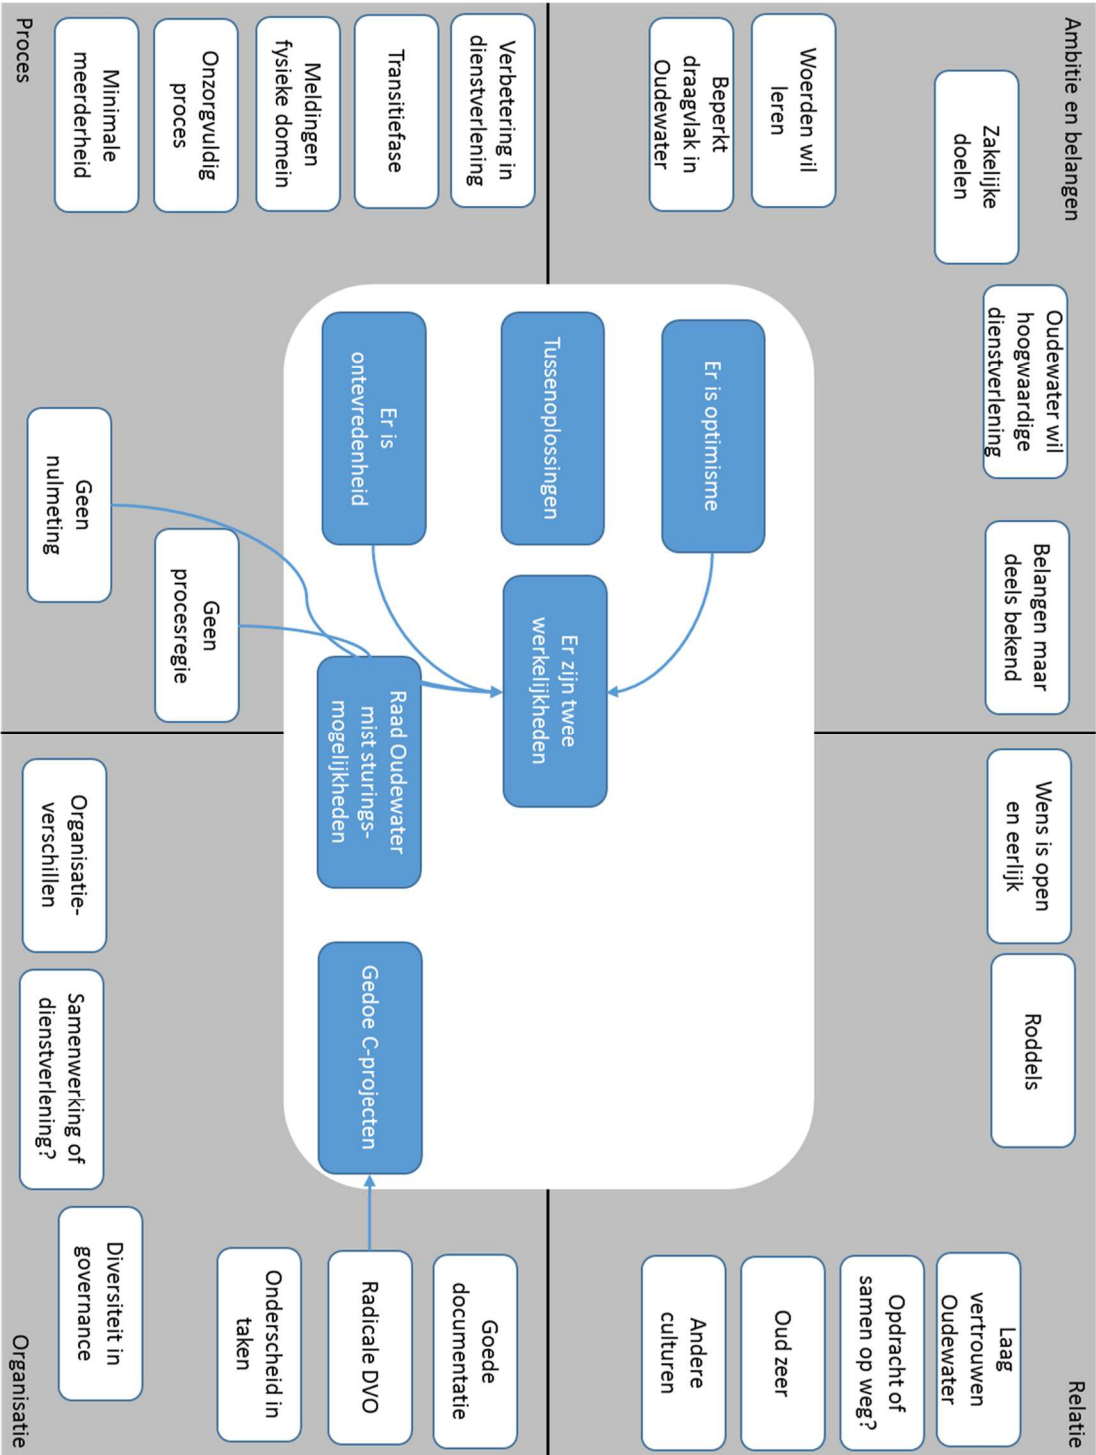 Ambitie en belangen
Zakelijke
doelen
Oudewater wil
hoogwaardige
dienstverlening
Belangen maar
deels bekend
Woerden wil
leren
Beperkt
draagvlak in
Oudewater
Relatie
Wens is open
en eerlijk
Roddels
Laag
vertrouwen
Oudewater
Opdracht of
samen op weg?
Oud zeer
Andere
culturen
Er is optimisme
Tussenoplossingen
Er zijn twee
werkelijkheden
Er is
ontevredenheid
Raad Oudewater
mist sturings-
mogelijkheden
Gedoe C-projecten
Verbetering in
dienstverlening
Transitiefase
Meldingen
fysieke domein
Onzorgvuldig
proces
Minimale
meerderheid
Geen
procesregie
Geen
nulmeting
Proces
Goede
documentatie
Radicale DVO
Onderscheid in
taken
Diversiteit in
governance
Organisatie-
verschillen
Samenwerking of
dienstverlening?
Organisatie